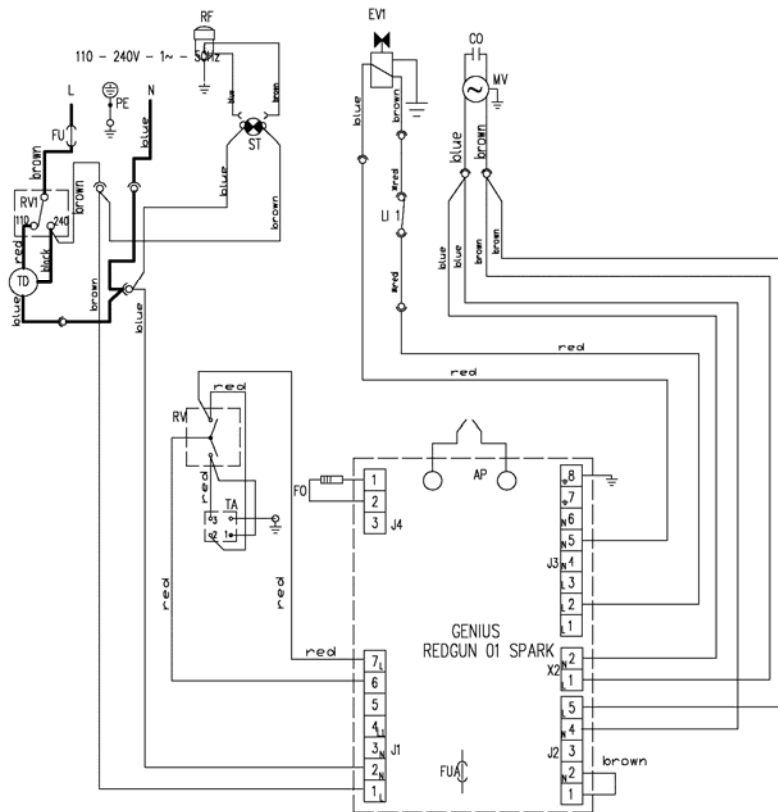 RF
EV1
CO
110 - 240V - 1~ - 50Hz
L
PE
N
MV
FU
blue
brown
ST
blue
brown
blue
brown
blue
brown
brown
RV1
110
240
blue
brown
red
black
TD
blue
brown
blue
red
LI 1
red
blue
blue
brown
brown
red
red
red
RV
red
TA
3
2
1
red
red
red
FO
1
2
3
J4
AP
8
7
N 6
N 5
J3 N 4
L 3
L 2
L 1
GENIUS
REDGUN 01 SPARK
X2
N 2
L 1
7 L
6
5
4 LL
3 N
J1
2 N
1 L
FUA
J2
L 5
N 4
3
N 2
1
brown